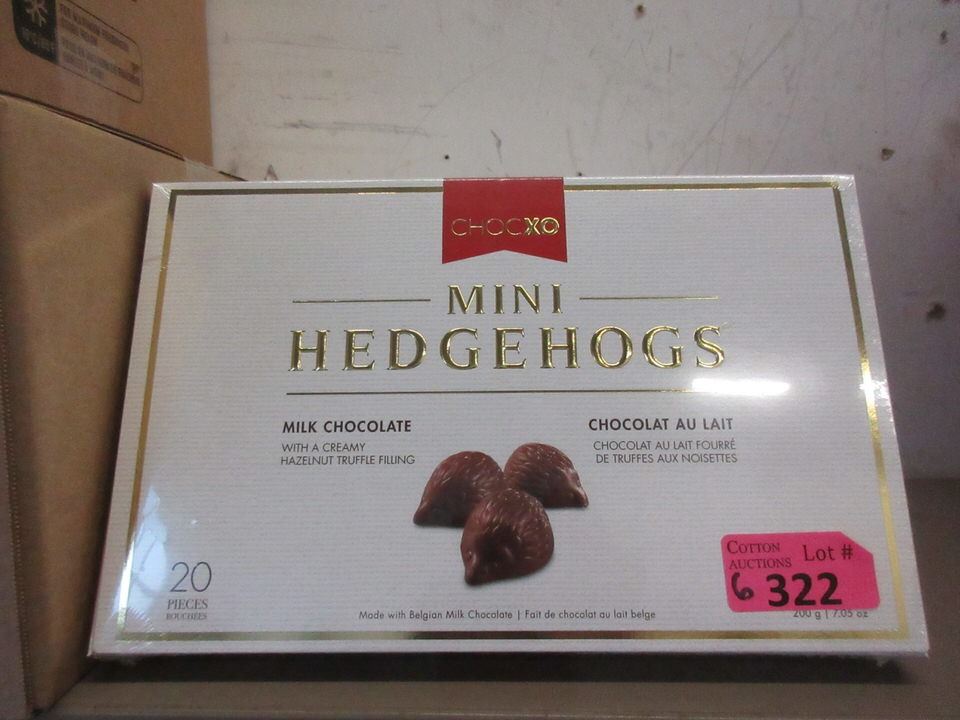 CHOCXO
MINI
HEDGEHOGS
MILK CHOCOLATE
WITH A CREAMY
HAZELNUT TRUFFLE FILLING
CHOCOLAT AU LAIT
CHOCOLAT AU LAIT FOURRÉ
DE TRUFFES AUX NOISETTES
20
PIECES
BOUCHÉES
Made with Belgian Milk Chocolate | Fait de chocolat au lait belge
200 g | 7.05 oz
COTTON
AUCTIONS
Lot #
6 322